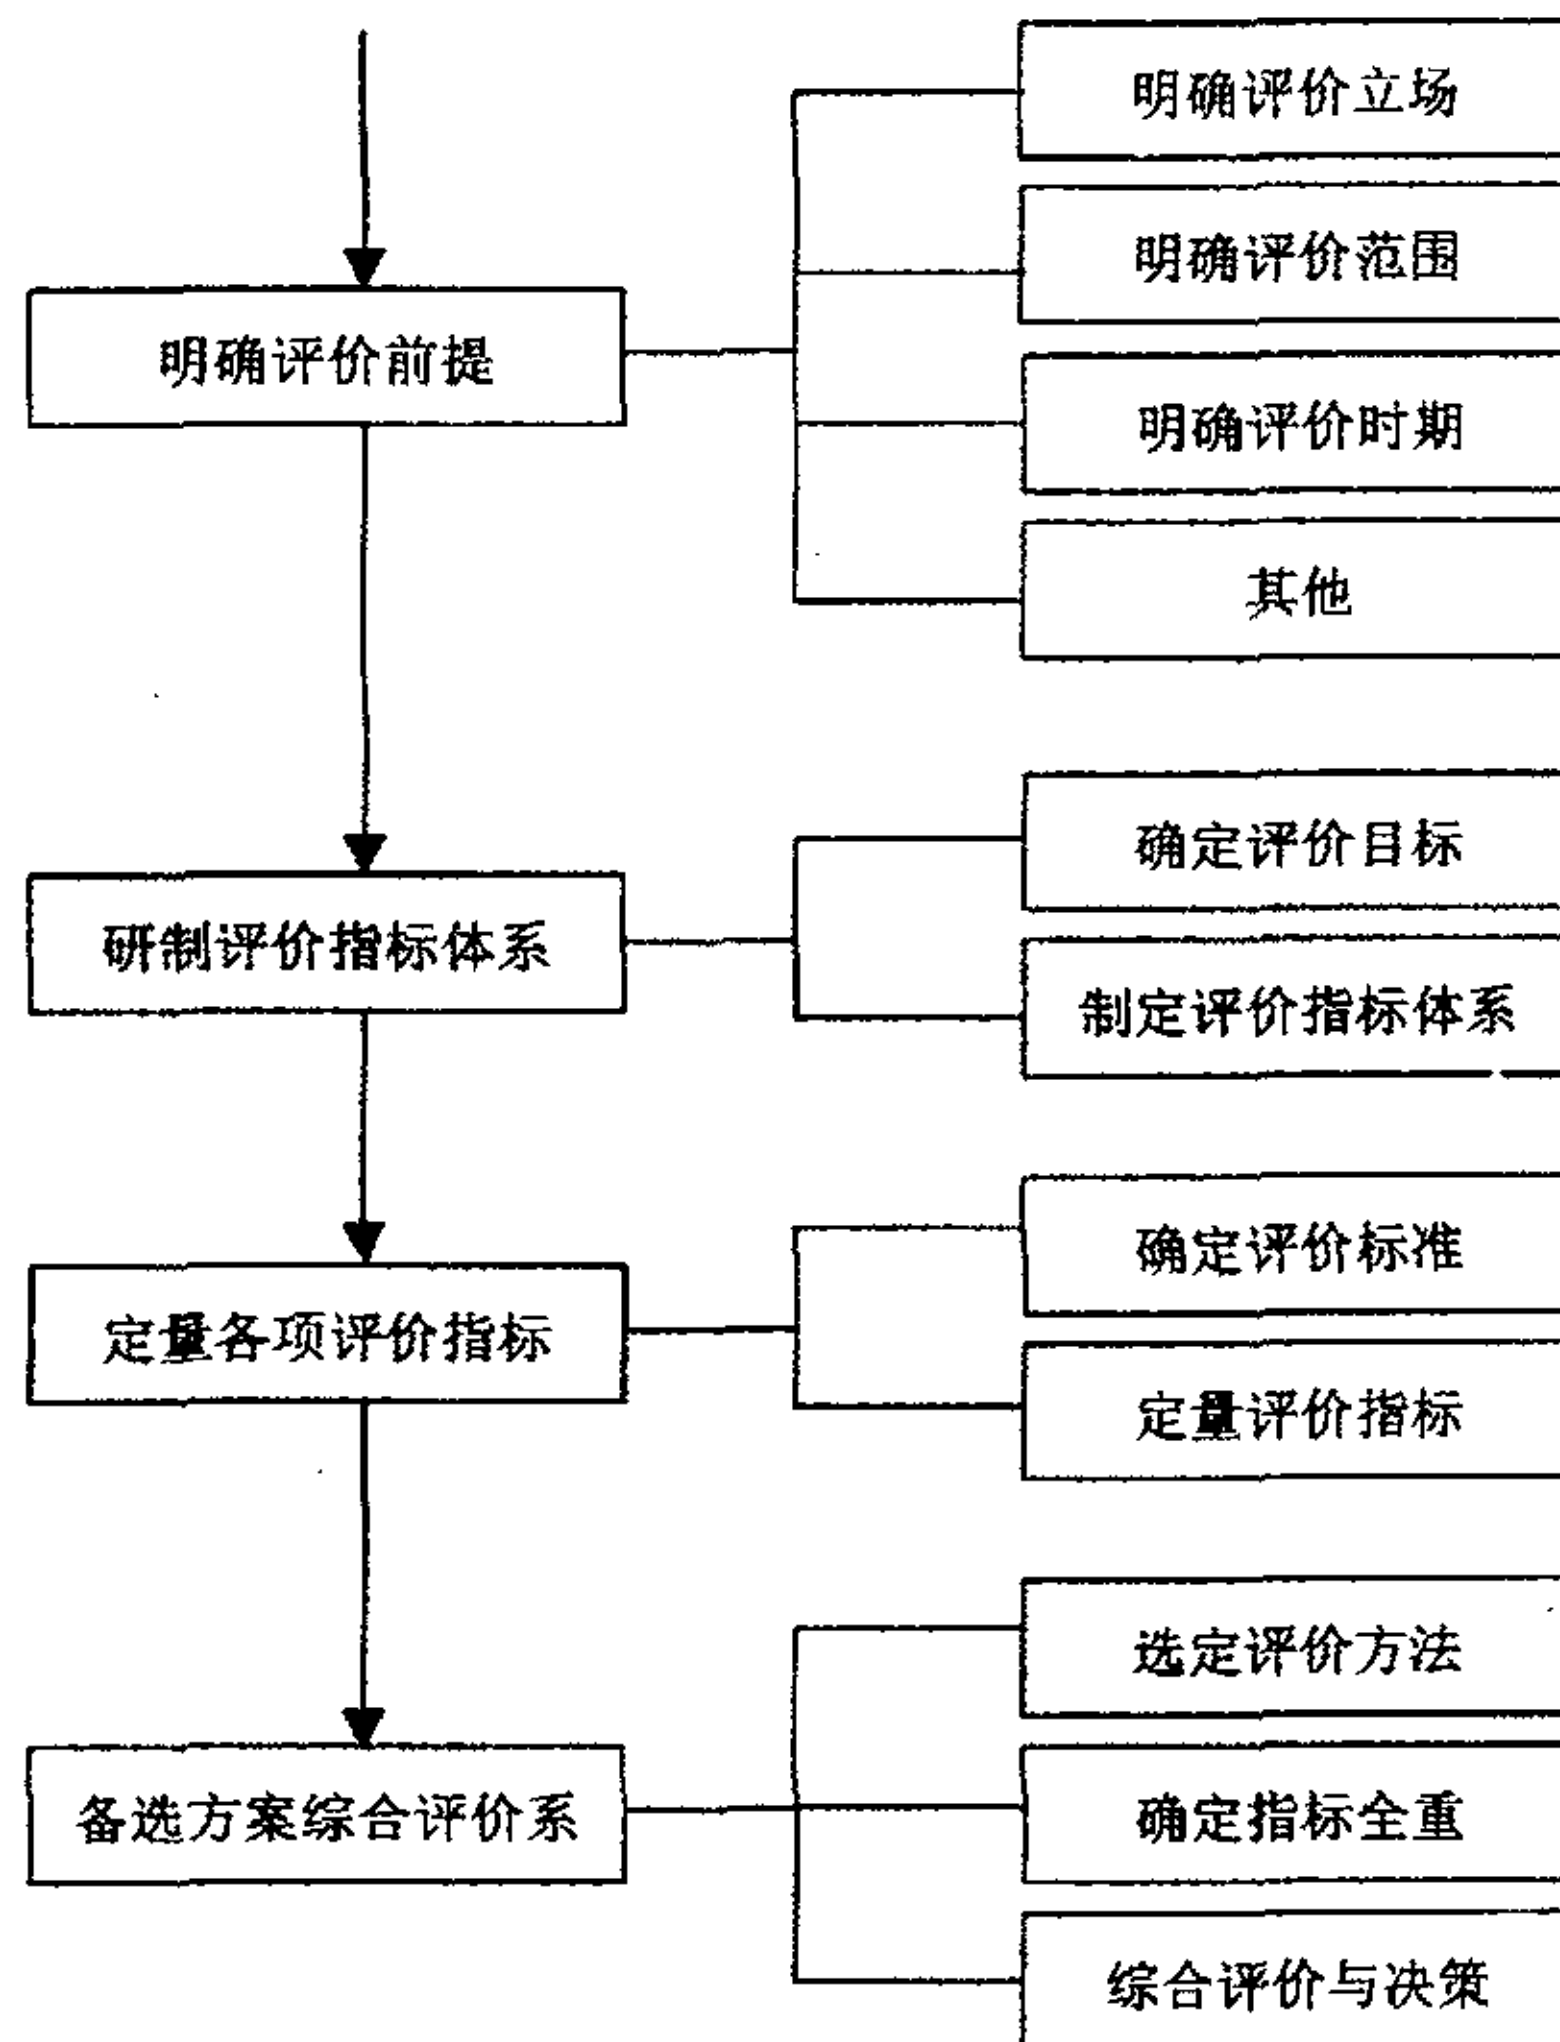 明确评价立场
明确评价范围
明确评价前提
明确评价时期
其他
确定评价目标
研制评价指标体系
制定评价指标体系
确定评价标准
定量各项评价指标
定量评价指标
选定评价方法
备选方案综合评价系
确定指标全重
综合评价与决策